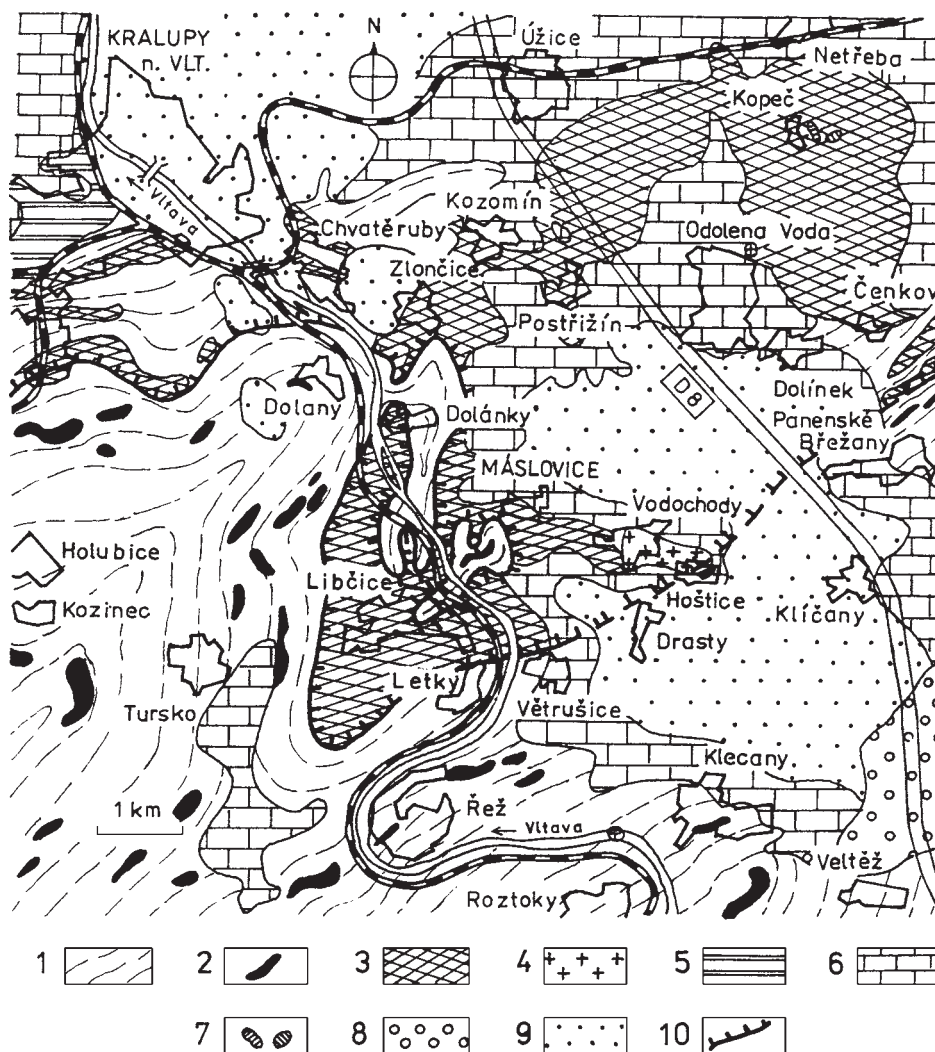 KRALUPY
n. VLT.
N
Úžice
Netřeba
Kopeč
Vltava
Kozomín
Chvatěruby
Odolena Voda
Zlončice
Čenkov
Postřižín
D8
Dolínek
Dolany
Dolánky
Panenské
Břežany
MÁSLOVICE
Vodochody
Holubice
Libčice
Kozinec
Hoštice
Klíčany
Drasty
Letky
Tursko
Větrušice
Klecany
1 km
Řež
Vltava
Veltěž
Roztoky
1 2 3 4 5 6
7 8 9 10